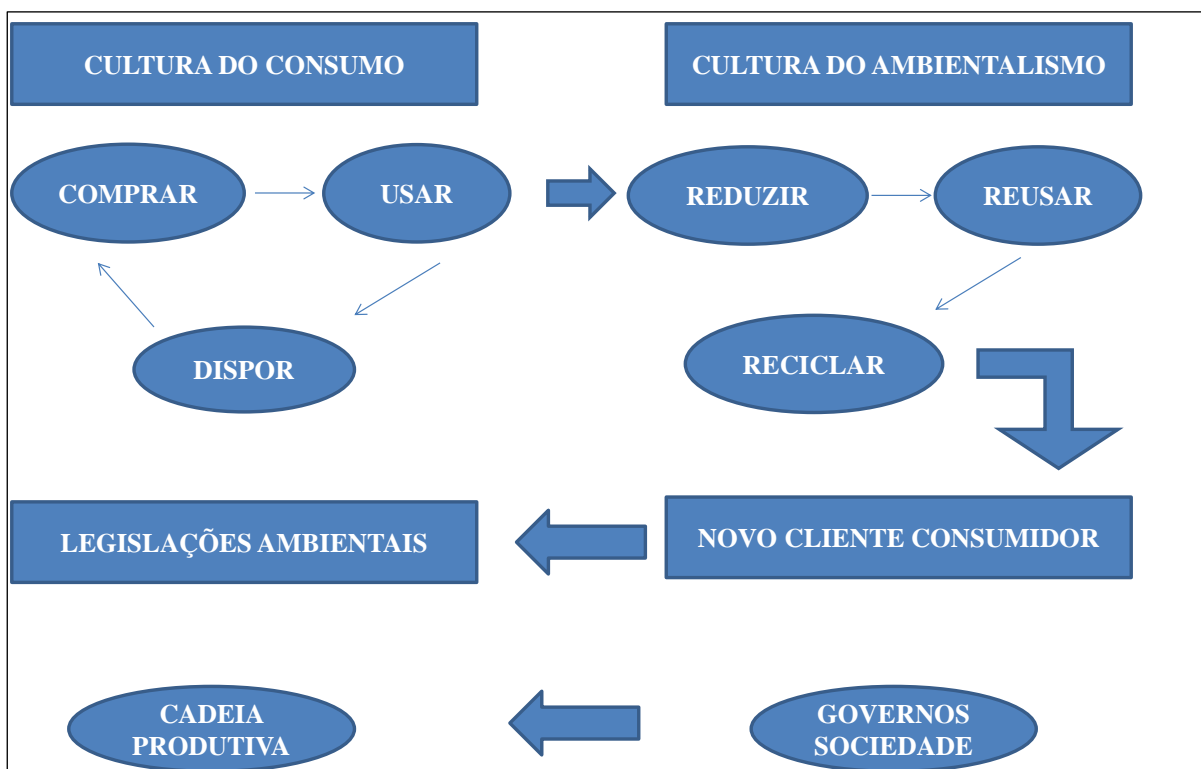 CULTURA DO CONSUMO
CULTURA DO AMBIENTALISMO
COMPRAR
USAR
REDUZIR
REUSAR
DISPOR
RECICLAR
LEGISLAÇÕES AMBIENTAIS
NOVO CLIENTE CONSUMIDOR
CADEIA
PRODUTIVA
GOVERNOS
SOCIEDADE